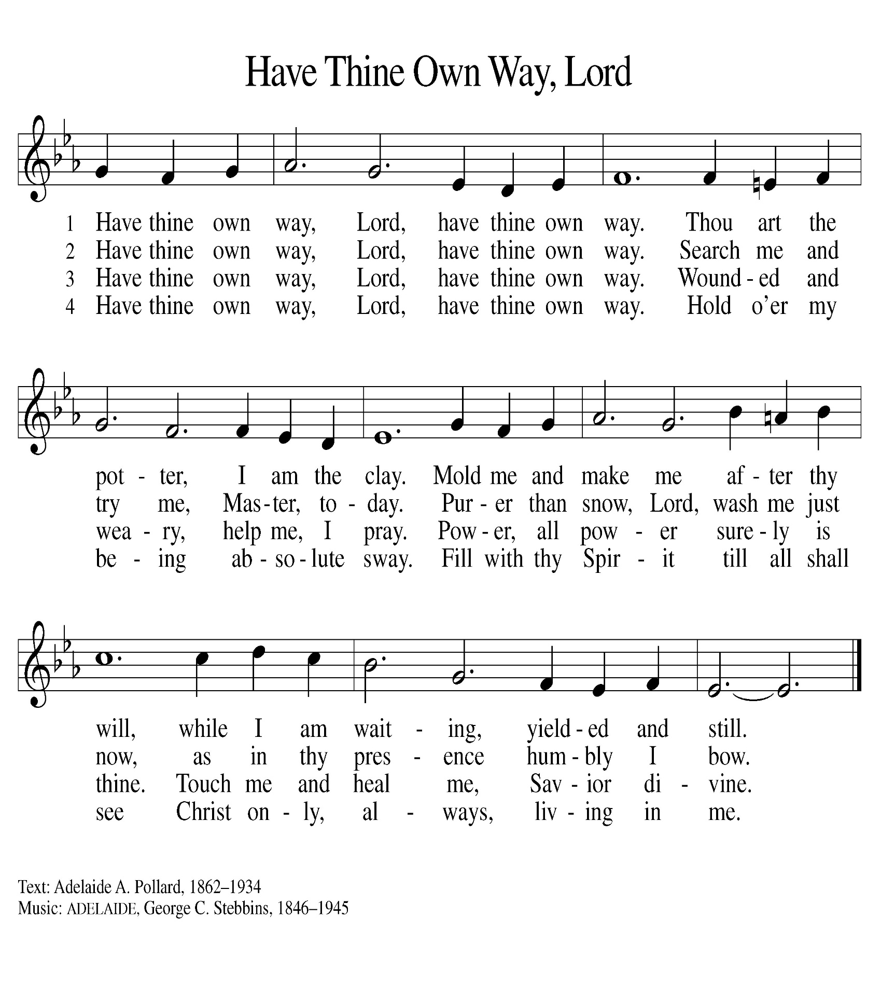 Have Thine Own Way, Lord
1 Have thine own way, Lord, have thine own way. Thou art the
2 Have thine own way, Lord, have thine own way. Search me and
3 Have thine own way, Lord, have thine own way. Wound - ed and
4 Have thine own way, Lord, have thine own way. Hold o’er my
pot - ter, I am the clay. Mold me and make me af - ter thy
try me, Mas - ter, to - day. Pur - er than snow, Lord, wash me just
wea - ry, help me, I pray. Pow - er, all pow - er sure - ly is
be - ing ab - so - lute sway. Fill with thy Spir - it till all shall
will, while I am wait - ing, yield - ed and still.
now, as in thy pres - ence hum - bly I bow.
thine. Touch me and heal me, Sav - ior di - vine.
see Christ on - ly, al - ways, liv - ing in me.
Text: Adelaide A. Pollard, 1862–1934
Music: ADELAIDE, George C. Stebbins, 1846–1945